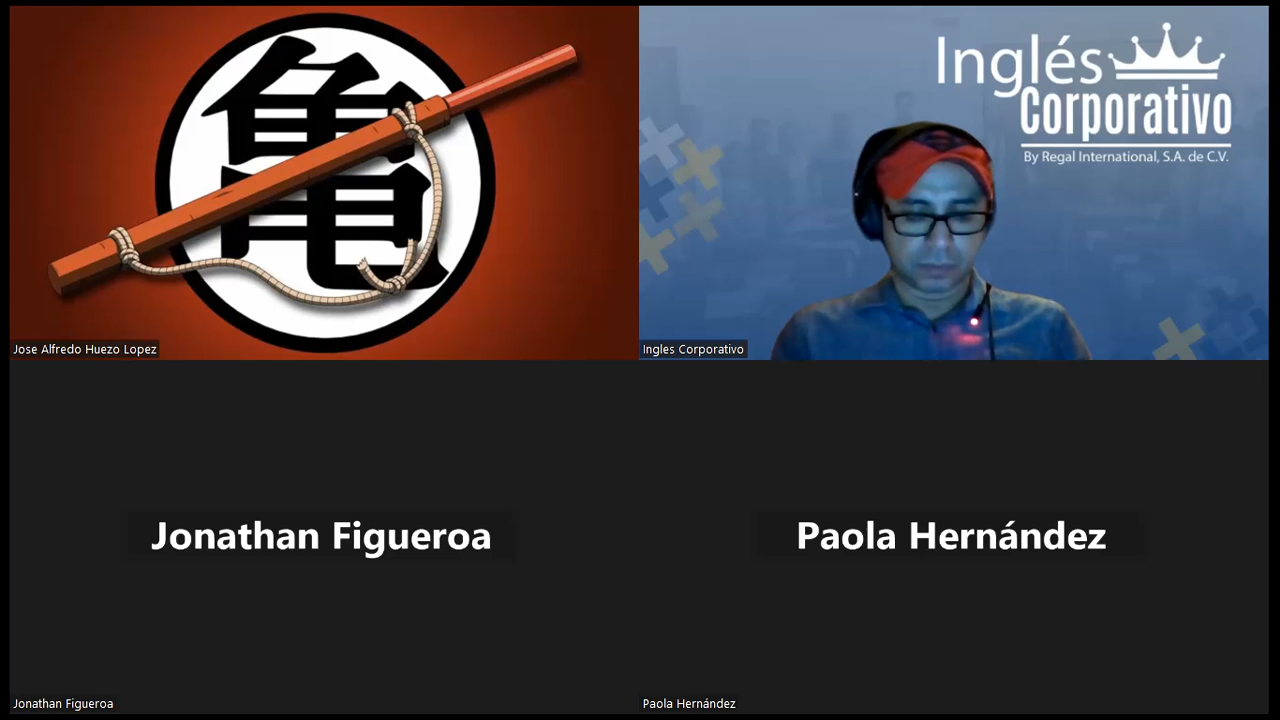 亀
Jose Alfredo Huezo Lopez
Inglés
Corporativo
By Regal International, S.A. de C.V.
Ingles Corporativo
Jonathan Figueroa
Jonathan Figueroa
Paola Hernández
Paola Hernández